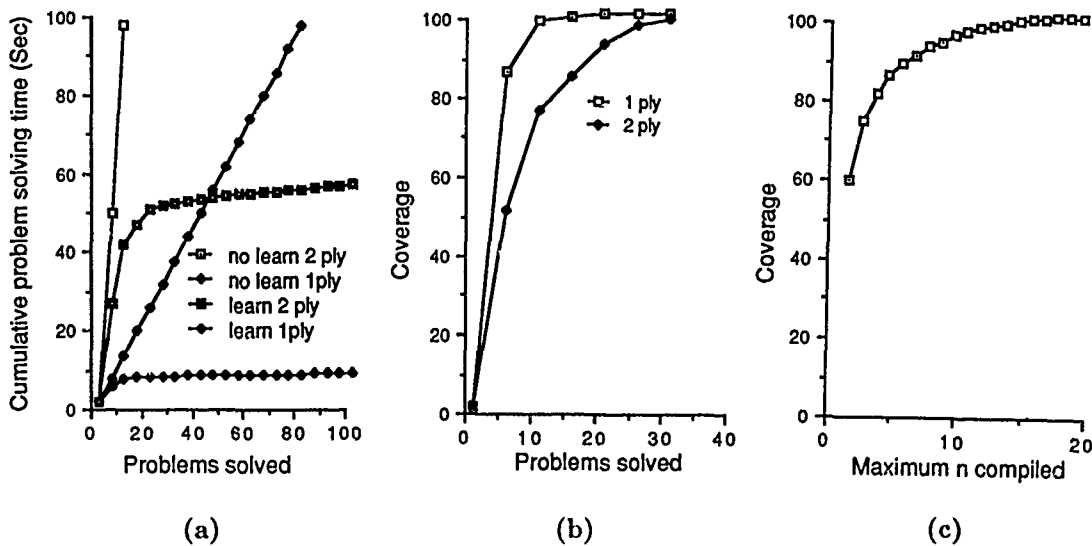 Cumulative problem solving time (Sec)
100
80
60
40
20
0
0 20 40 60 80 100
Problems solved
no learn 2 ply
no learn 1ply
learn 2 ply
learn 1ply
(a)
Coverage
100
80
60
40
20
0
0 10 20 30 40
Problems solved
1 ply
2 ply
(b)
Coverage
100
80
60
40
20
0
0 10 20
Maximum n compiled
(c)